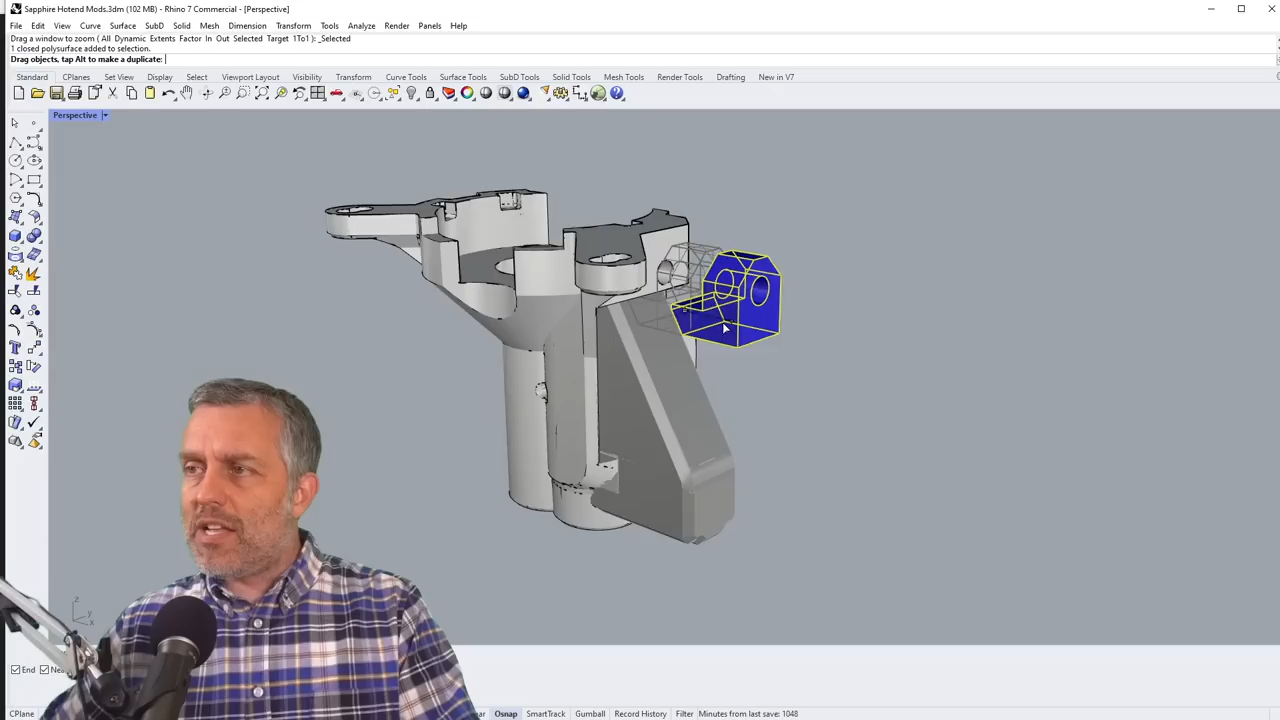 Sapphire Hotend Mods.3dm (102 MB) - Rhino 7 Commercial - [Perspective]
File Edit View Curve Surface SubD Solid Mesh Dimension Transform Tools Analyze Render Panels Help
Drag a window to zoom ( All Dynamic Extents Factor In Out Selected Target 1To1 ): _Selected
1 closed polysurface added to selection.
Drag objects, tap Alt to make a duplicate:
Standard CPlanes Set View Display Select Viewport Layout Visibility Transform Curve Tools Surface Tools SubD Tools Solid Tools Mesh Tools Render Tools Drafting New in V7
Perspective
z
y
x
End
CPlane Osnap SmartTrack Gumball Record History Filter Minutes from last save: 1048